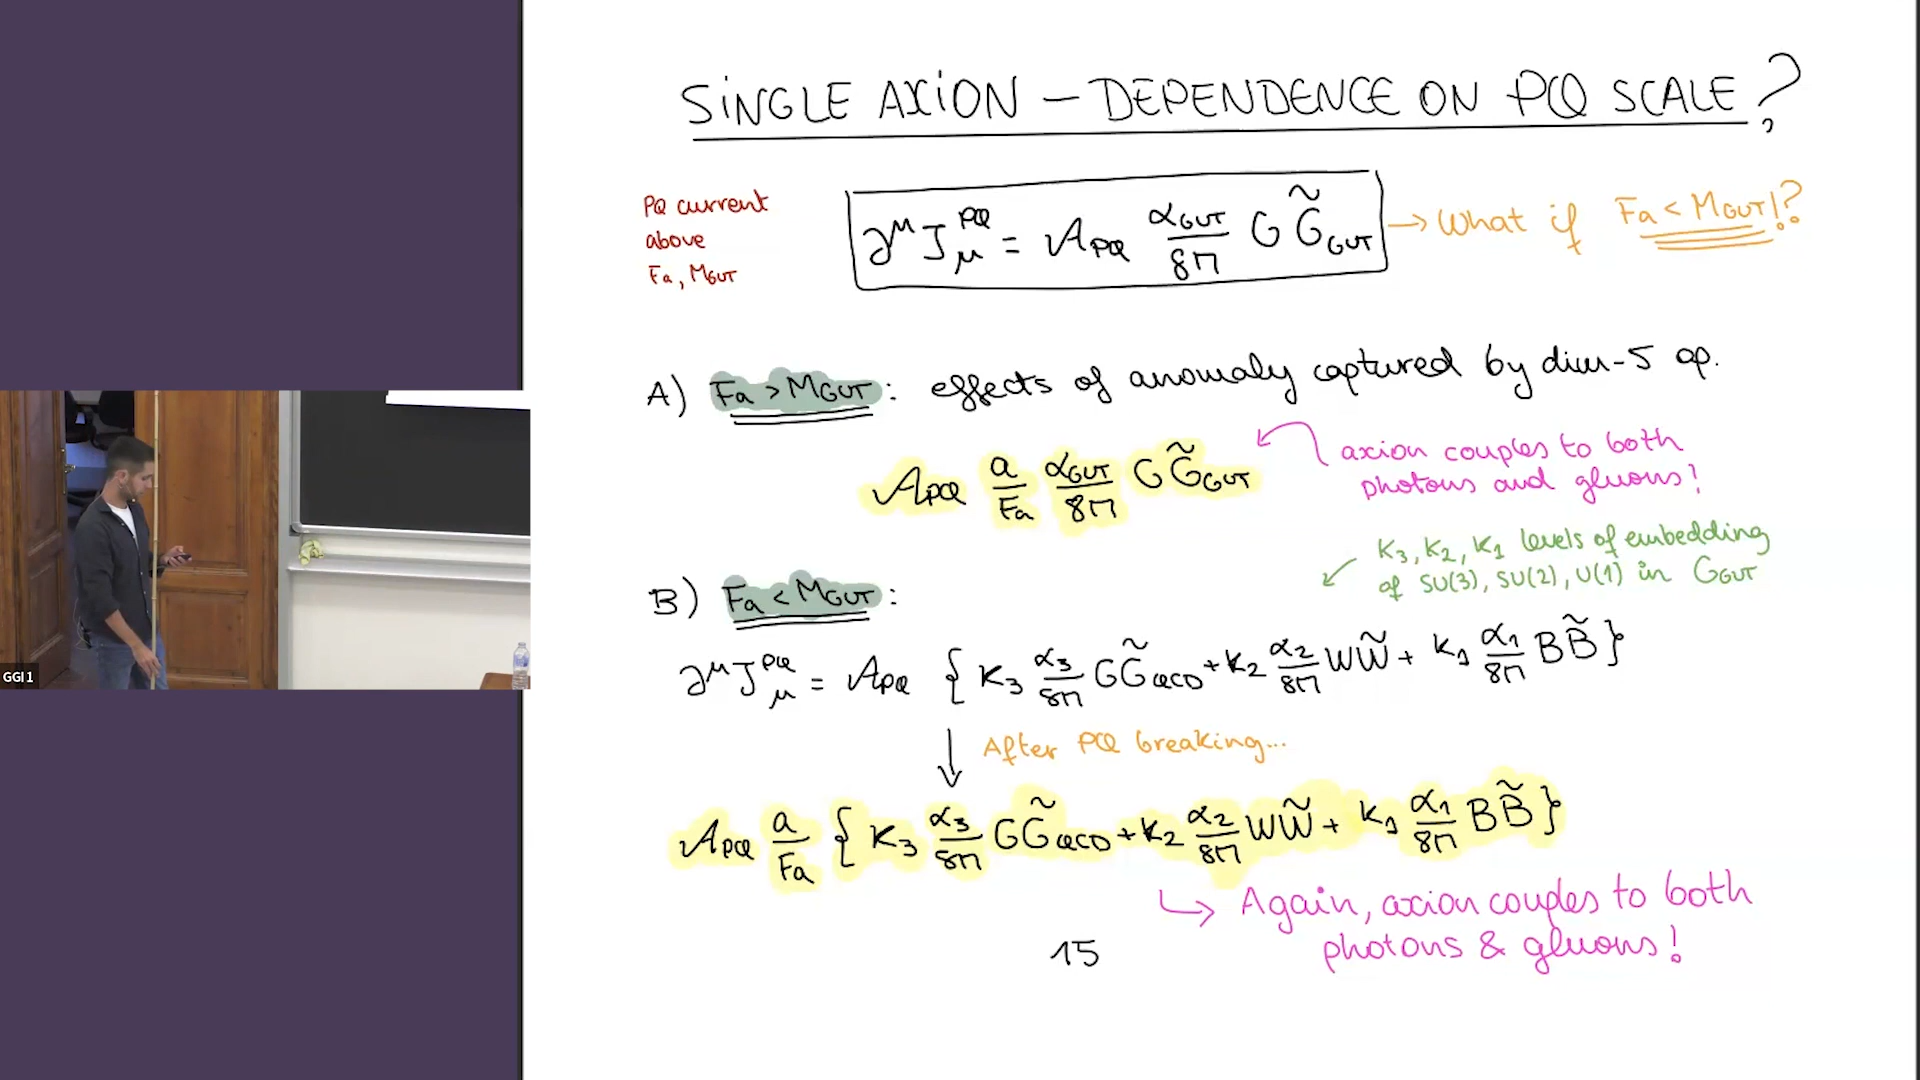 SINGLE AXION – DEPENDENCE ON PQ SCALE?
PQ current
above
Fa, MGUT
∂^μ J_μ^PQ = 𝒜_PQ α_GUT/8π G G̃_GUT → What if Fa < MGUT!?
A) Fa > MGUT : effects of anomaly captured by dim-5 op.
𝒜_PQ a/Fa α_GUT/8π G G̃_GUT
axion couples to both
photons and gluons!
K3, K2, K1 levels of embedding
of SU(3), SU(2), U(1) in G_GUT
B) Fa < MGUT :
∂^μ J_μ^PQ = 𝒜_PQ { K3 α3/8π G G̃_QCD + K2 α2/8π W W̃ + K1 α1/8π B B̃ }
↓ After PQ breaking...
𝒜_PQ a/Fa { K3 α3/8π G G̃_QCD + K2 α2/8π W W̃ + K1 α1/8π B B̃ }
↳ Again, axion couples to both
photons & gluons!
15
GGI 1